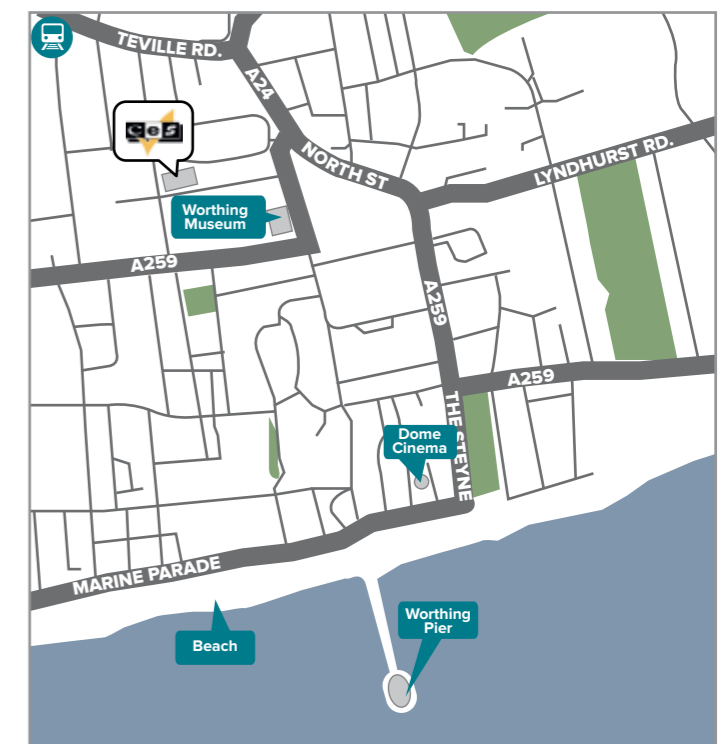 TEVILLE RD.
A24
CeS
NORTH ST
LYNDHURST RD.
Worthing
Museum
A259
A259
A259
THE STEYNE
Dome
Cinema
MARINE PARADE
Beach
Worthing
Pier